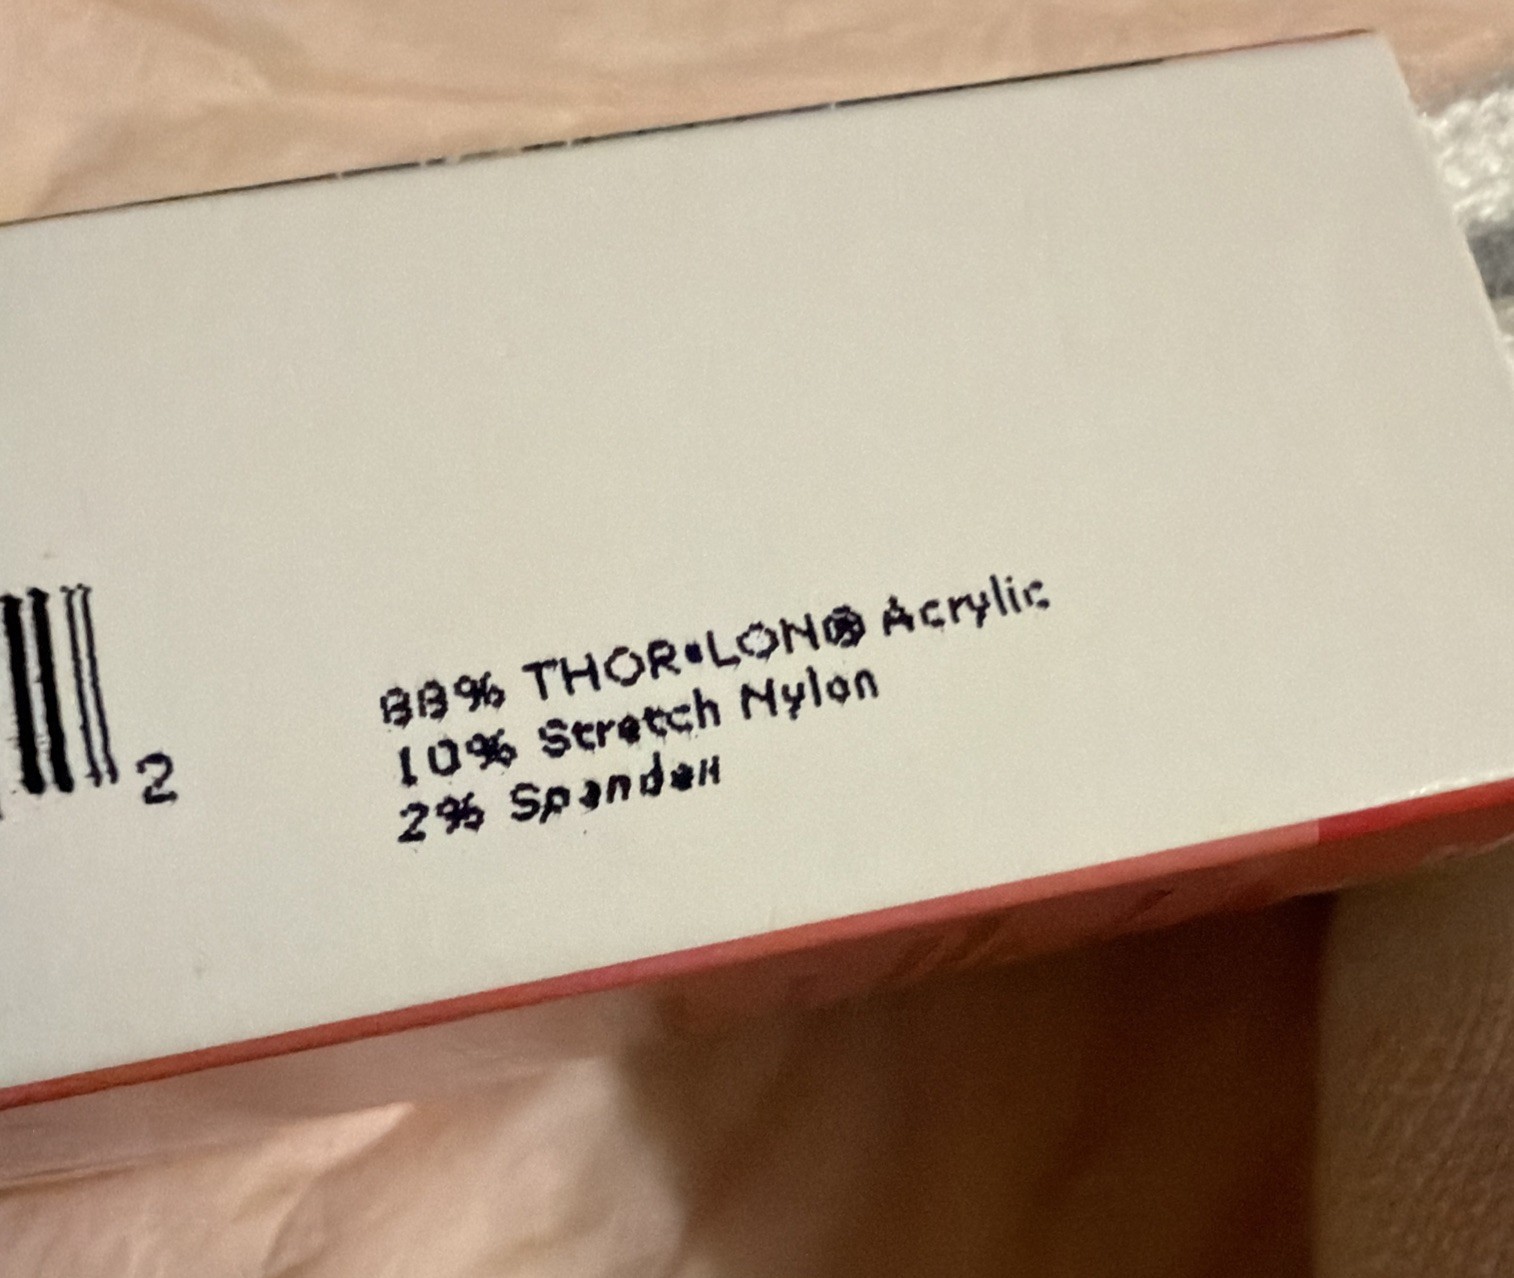 88% THOR•LON® Acrylic
10% Stretch Nylon
2% Spandex
2